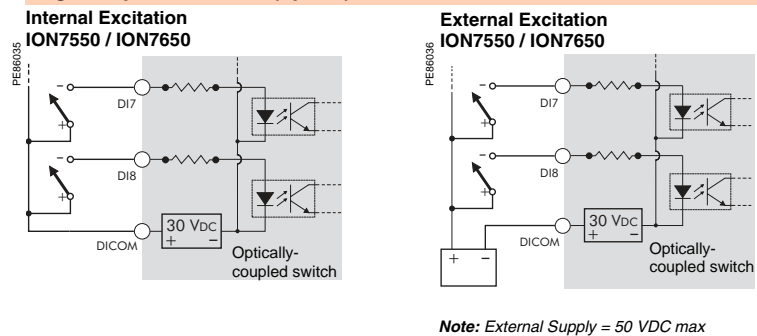 Internal Excitation
ION7550 / ION7650
PE86035
−
DI7
+
−
DI8
+
DICOM
30 VDC
+ −
Optically-
coupled switch
External Excitation
ION7550 / ION7650
PE86036
−
DI7
+
−
DI8
+
DICOM
30 VDC
+ −
+ −
Optically-
coupled switch
Note: External Supply = 50 VDC max